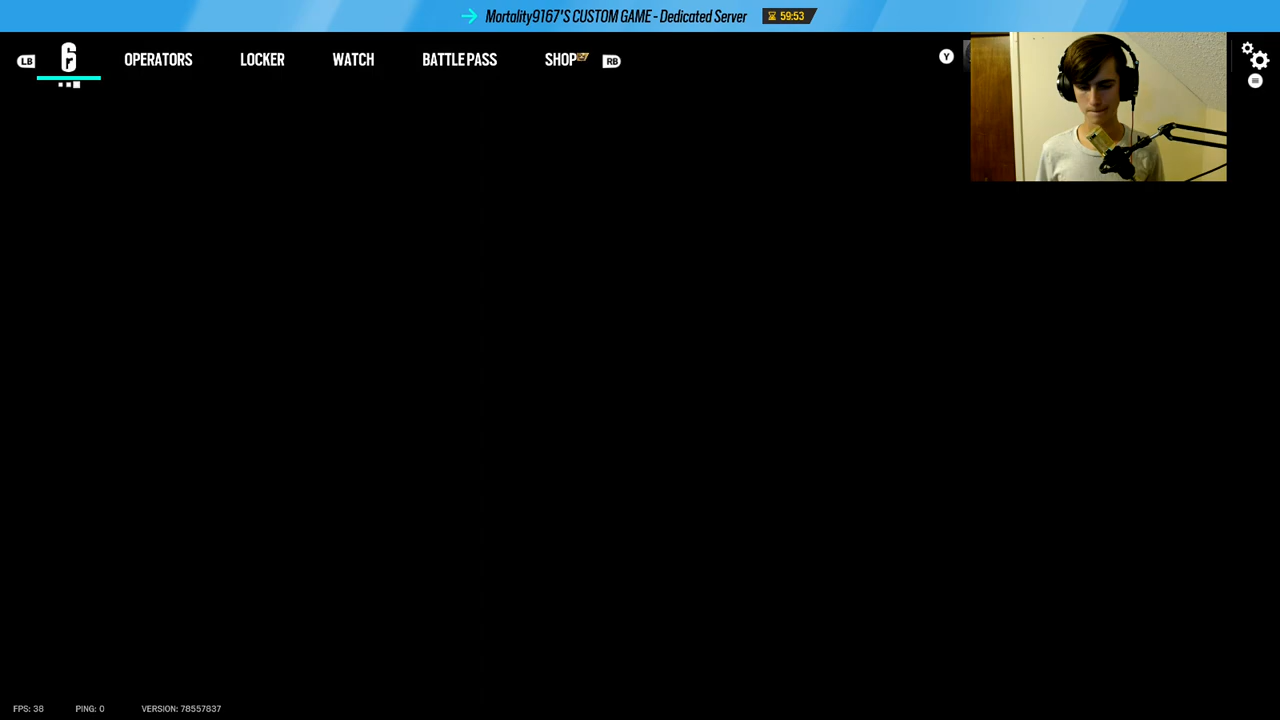 Mortality9167'S CUSTOM GAME - Dedicated Server 59:53
LB OPERATORS LOCKER WATCH BATTLE PASS SHOP RB Y
FPS: 38 PING: 0 VERSION: 78557837